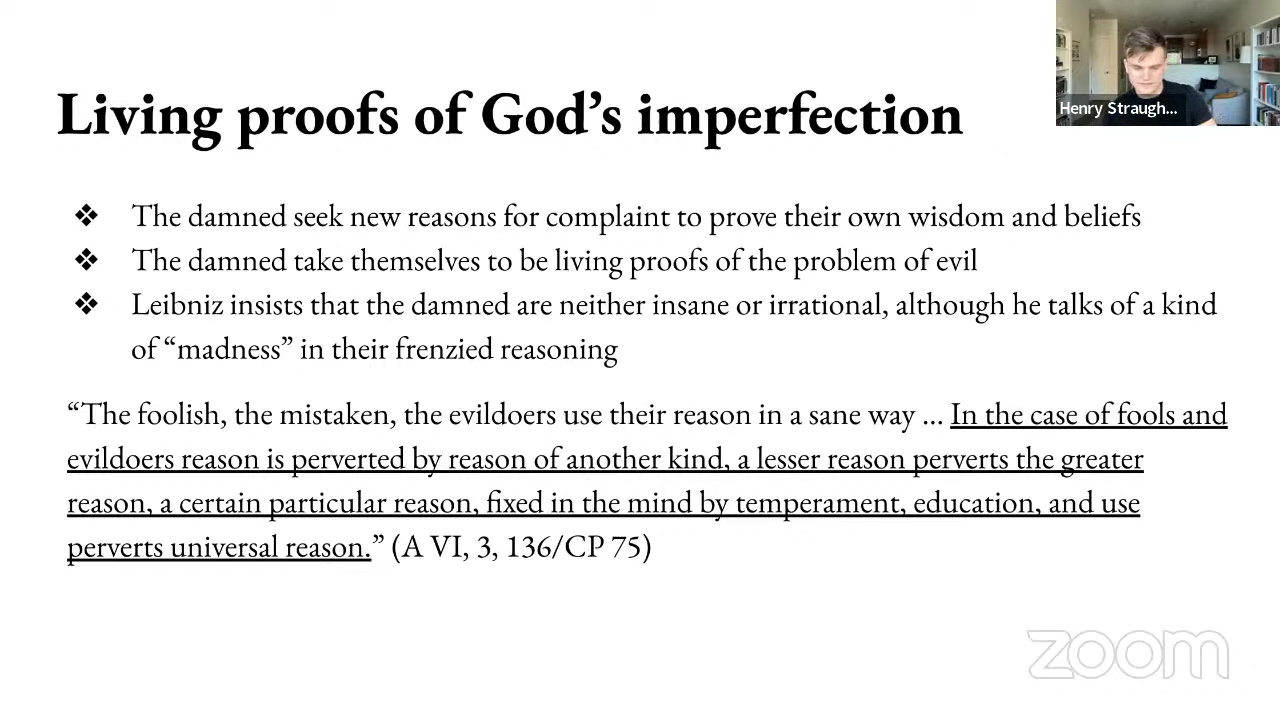 Living proofs of God’s imperfection
Henry Straugh...
❖ The damned seek new reasons for complaint to prove their own wisdom and beliefs
❖ The damned take themselves to be living proofs of the problem of evil
❖ Leibniz insists that the damned are neither insane or irrational, although he talks of a kind
of “madness” in their frenzied reasoning
“The foolish, the mistaken, the evildoers use their reason in a sane way ... In the case of fools and
evildoers reason is perverted by reason of another kind, a lesser reason perverts the greater
reason, a certain particular reason, fixed in the mind by temperament, education, and use
perverts universal reason.” (A VI, 3, 136/CP 75)
zoom